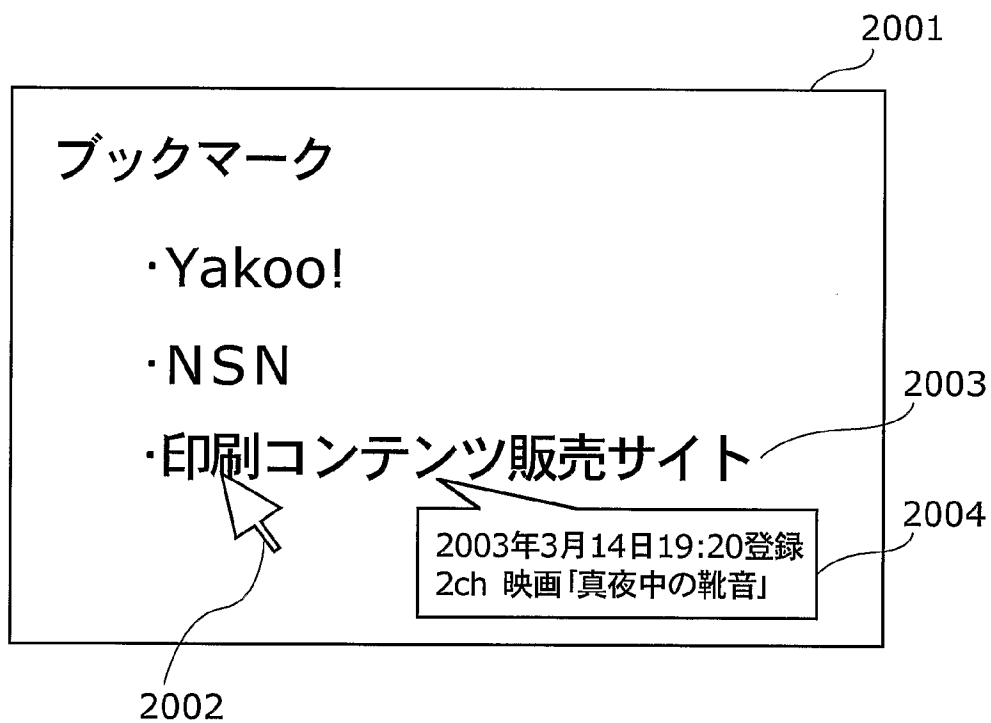 2001
ブックマーク
・Yakoo!
・NSN
・印刷コンテンツ販売サイト
2003
2004
2003年3月14日19:20登録
2ch 映画「真夜中の靴音」
2002